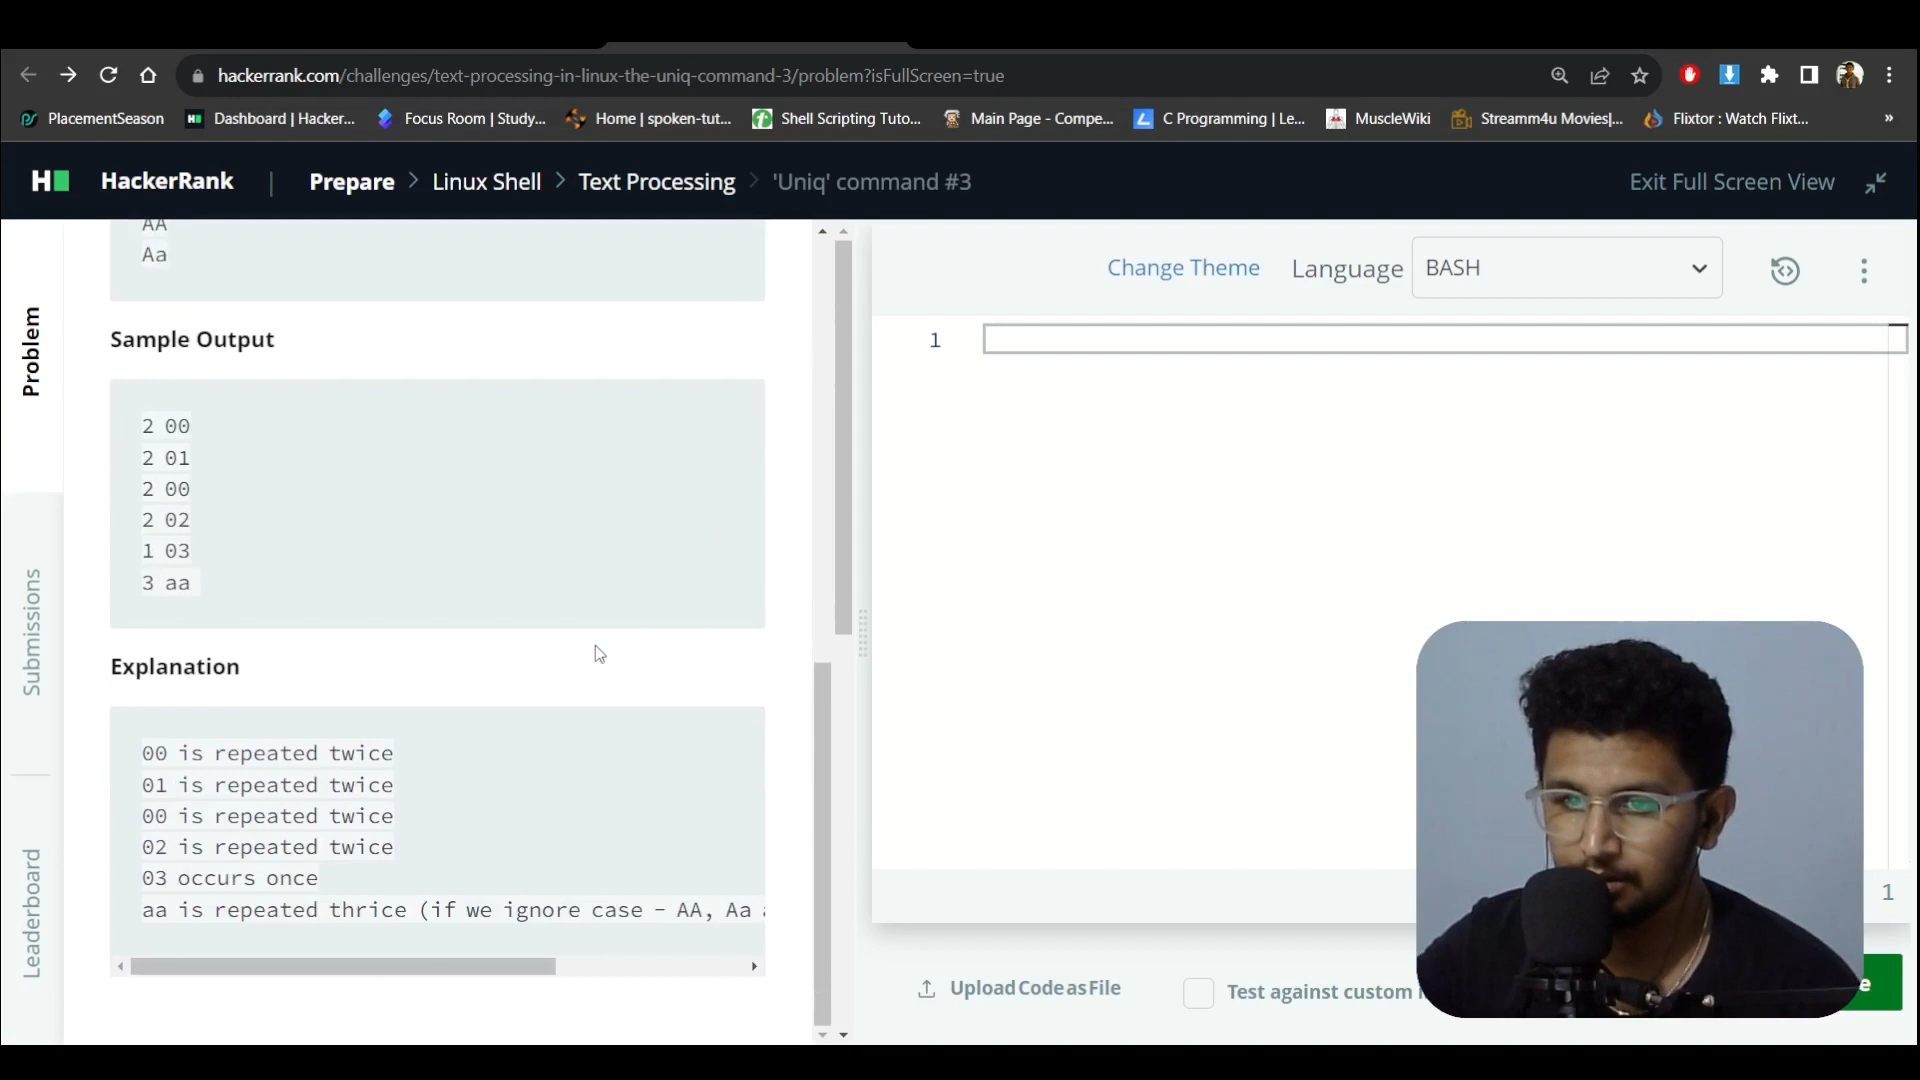 hackerrank.com/challenges/text-processing-in-linux-the-uniq-command-3/problem?isFullScreen=true
PlacementSeason
Dashboard | Hacker...
Focus Room | Study...
Home | spoken-tut...
Shell Scripting Tuto...
Main Page - Compe...
C Programming | Le...
MuscleWiki
Streamm4u Movies|...
Flixtor : Watch Flixt...
»
H
HackerRank | Prepare > Linux Shell > Text Processing > 'Uniq' command #3
Exit Full Screen View
Problem
Submissions
Leaderboard
AA
Aa
Sample Output
2 00
2 01
2 00
2 02
1 03
3 aa
Explanation
00 is repeated twice
01 is repeated twice
00 is repeated twice
02 is repeated twice
03 occurs once
aa is repeated thrice (if we ignore case - AA, Aa
Change Theme
Language
BASH
1
1
Upload Code as File
Test against custom
e